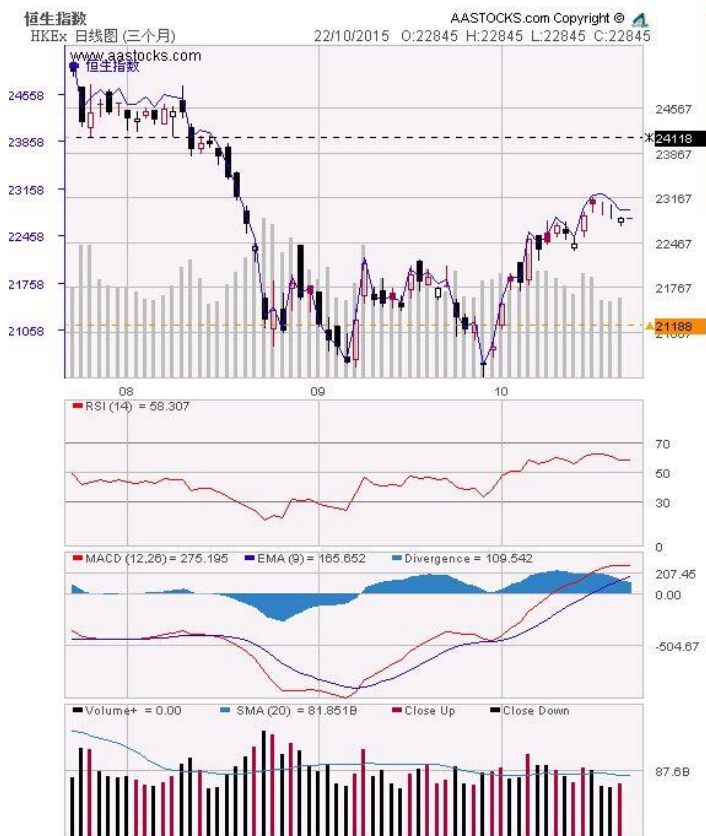 恒生指数 AASTOCKS.com Copyright ©
HKEx 日线图 (三个月) 22/10/2015 O:22845 H:22845 L:22845 C:22845
www.aastocks.com
恒生指数
24558 24567
23858 24118
23867
23158 23167
22458 22467
21758 21767
21058 21188
08 09 10
RSI (14) = 58.307
70
50
30
0
MACD (12,26) = 275.195 EMA (9) = 165.652 Divergence = 109.542
207.45
0.00
-504.67
Volume+ = 0.00 SMA (20) = 81.851B Close Up Close Down
87.6B